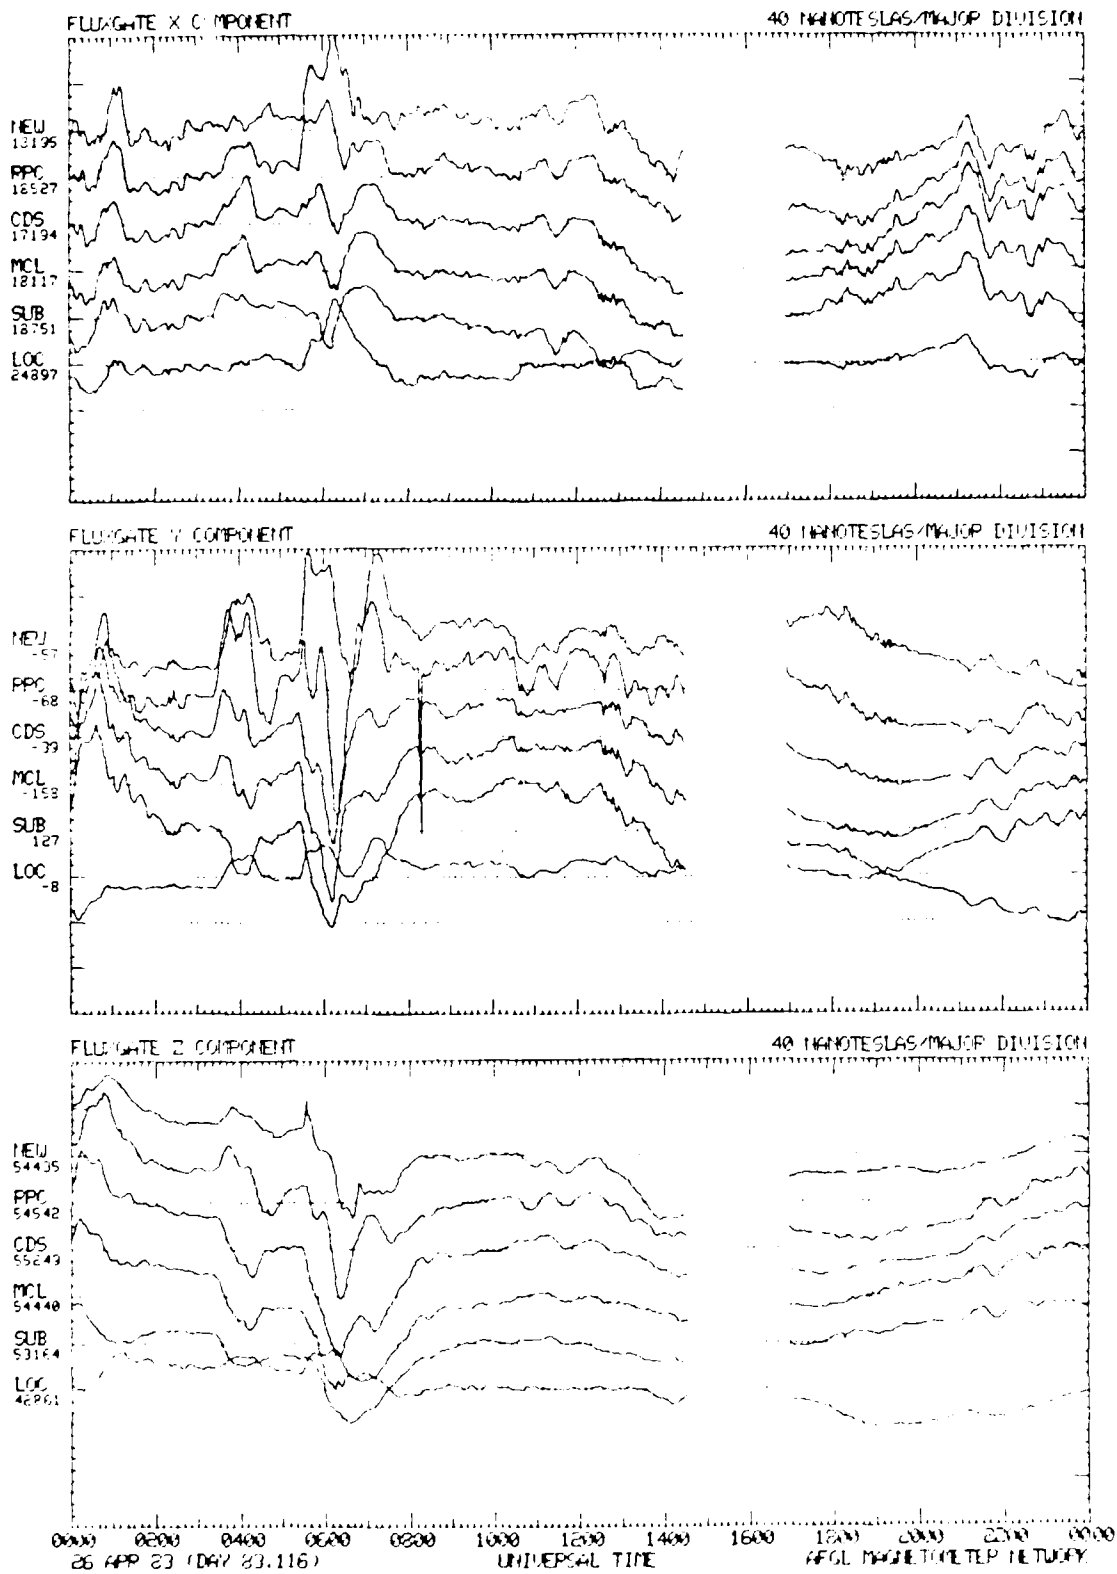 FLUXGATE X COMPONENT
40 NANOTESLAS/MAJOR DIVISION
NEW
PPC
18527
CDS
17194
MCL
18117
SUB
18751
LOC
24897
FLUXGATE Y COMPONENT
40 NANOTESLAS/MAJOR DIVISION
NEW
-57
PPC
-68
CDS
-39
MCL
-158
SUB
127
LOC
-8
FLUXGATE Z COMPONENT
40 NANOTESLAS/MAJOR DIVISION
NEW
54435
PPC
54542
CDS
55249
MCL
54440
SUB
53164
LOC
42861
0000 0200 0400 0600 0800 1000 1200 1400 1600 1800 2000 2200 0000
26 APR 83 (DAY 83.116)
UNIVERSAL TIME
AFGL MAGNETOMETER NETWORK